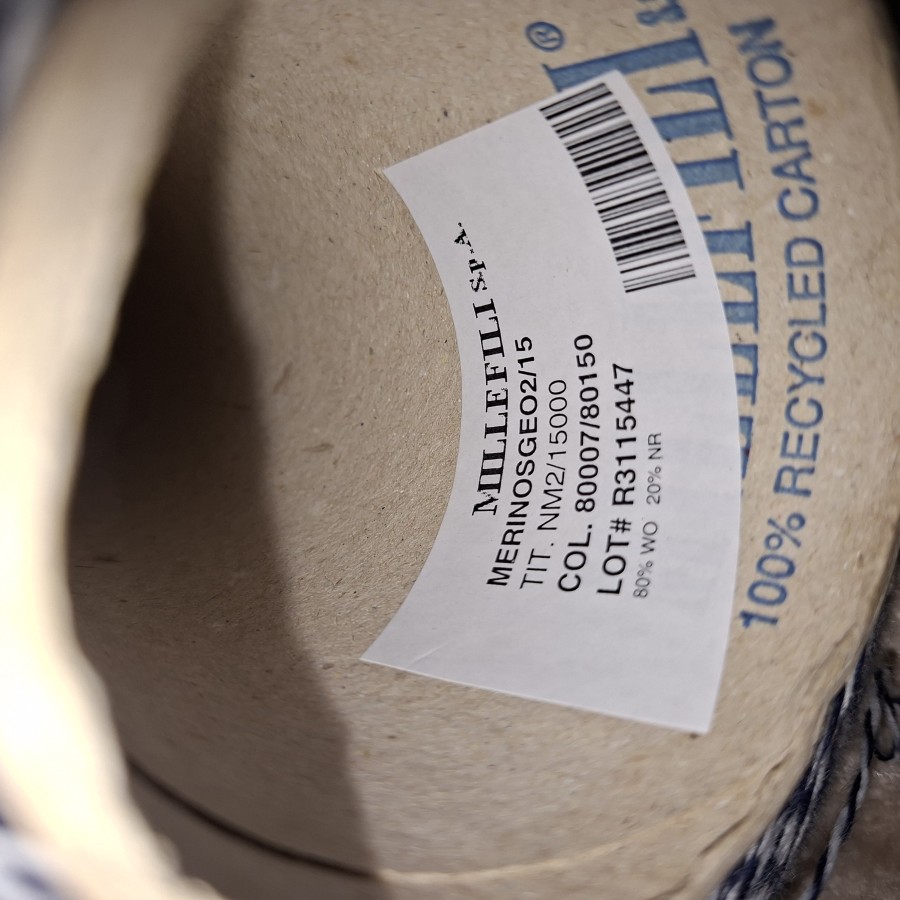 MILLEFILI S.P.A.
MERINOSGEO2/15
TIT. NM2/15000
COL. 80007/80150
LOT# R3115447
80% WO 20% NR
100% RECYCLED CARTON